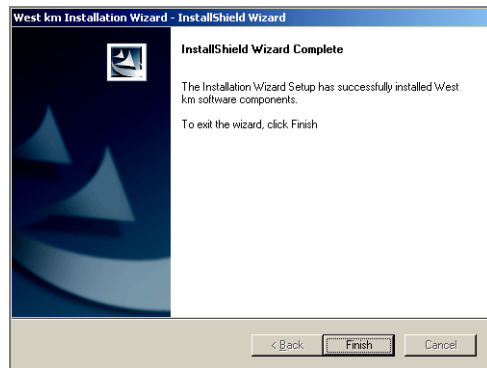 West km Installation Wizard - InstallShield Wizard
InstallShield Wizard Complete
The Installation Wizard Setup has successfully installed West
km software components.
To exit the wizard, click Finish
< Back
Finish
Cancel